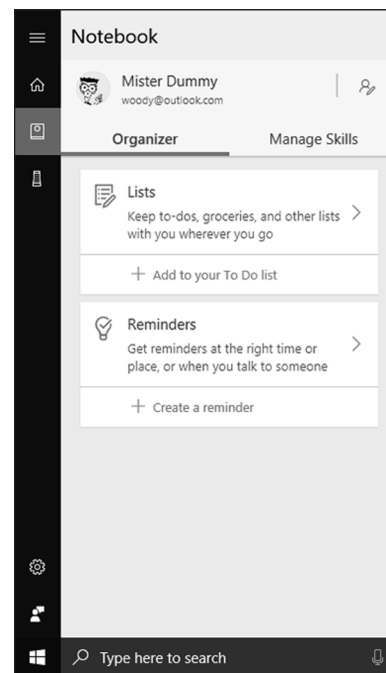 Notebook
Mister Dummy
woody@outlook.com
Organizer
Manage Skills
Lists
Keep to-dos, groceries, and other lists
with you wherever you go
+ Add to your To Do list
Reminders
Get reminders at the right time or
place, or when you talk to someone
+ Create a reminder
Type here to search